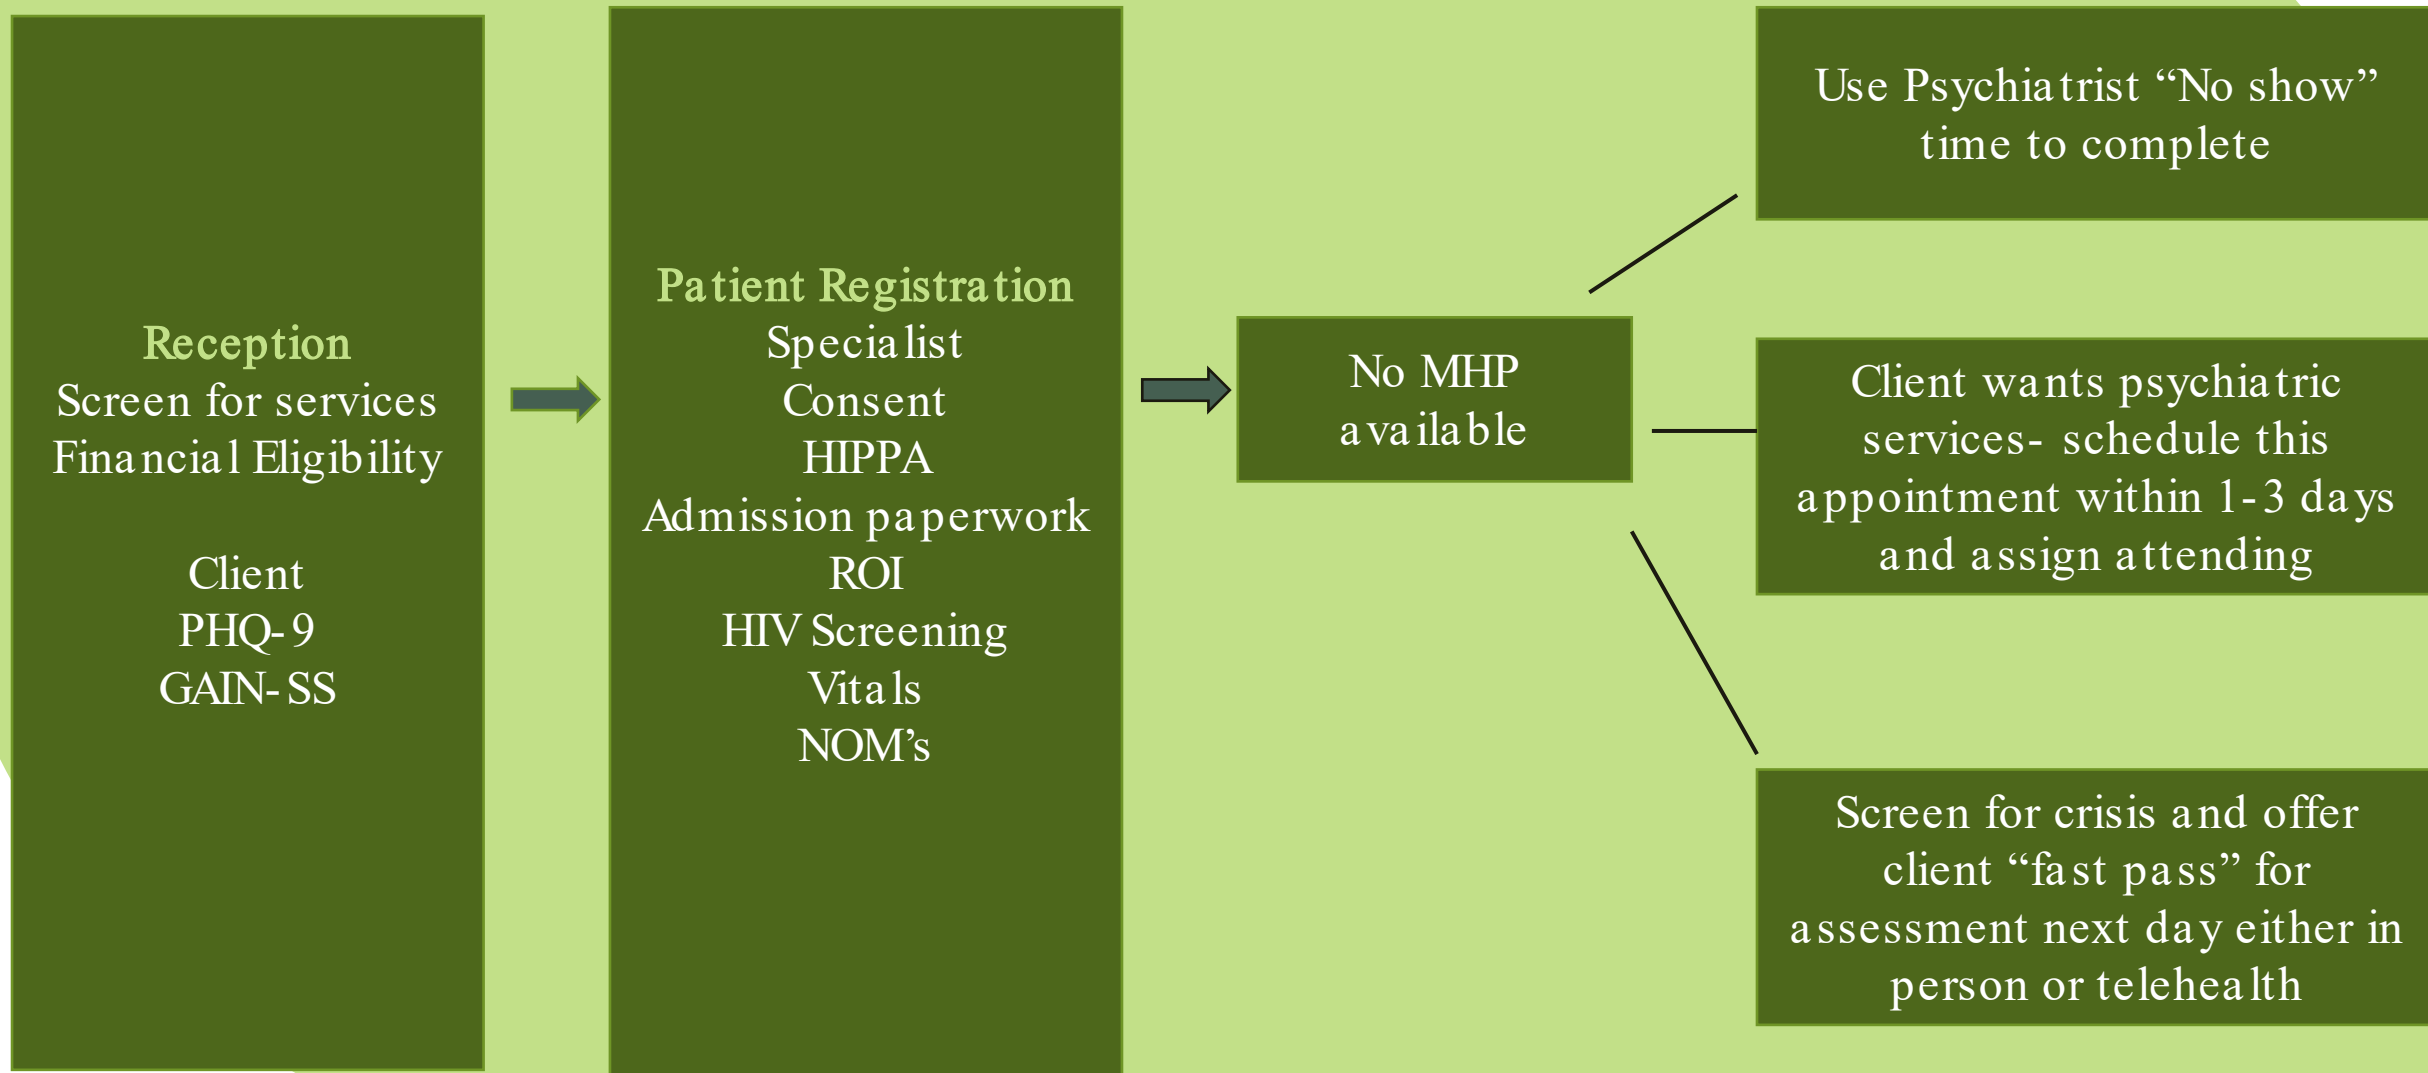 Reception
Screen for services
Financial Eligibility
Client
PHQ-9
GAIN-SS
Patient Registration
Specialist
Consent
HIPPA
Admission paperwork
ROI
HIV Screening
Vitals
NOM’s
No MHP
available
Use Psychiatrist “No show”
time to complete
Client wants psychiatric
services- schedule this
appointment within 1-3 days
and assign attending
Screen for crisis and offer
client “fast pass” for
assessment next day either in
person or telehealth